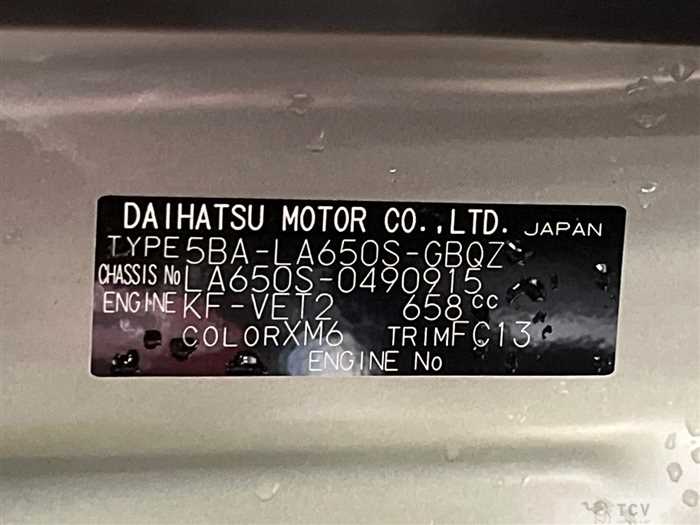 DAIHATSU MOTOR CO.,LTD. JAPAN
TYPE 5BA-LA650S-GBQZ
CHASSIS No LA650S-0490915
ENGINE KF-VET2 658cc
COLOR XM6 TRIM FC13
ENGINE No
TCV